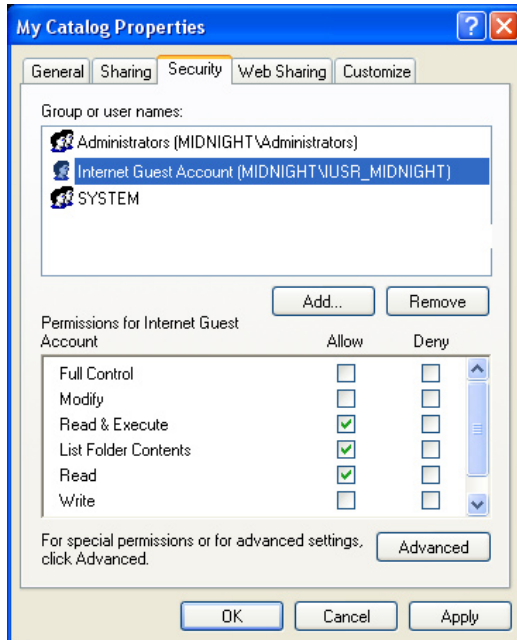 My Catalog Properties
General Sharing Security Web Sharing Customize
Group or user names:
Administrators (MIDNIGHT\Administrators)
Internet Guest Account (MIDNIGHT\IUSR_MIDNIGHT)
SYSTEM
Add... Remove
Permissions for Internet Guest
Account Allow Deny
Full Control
Modify
Read & Execute
List Folder Contents
Read
Write
For special permissions or for advanced settings,
click Advanced.
Advanced
OK Cancel Apply